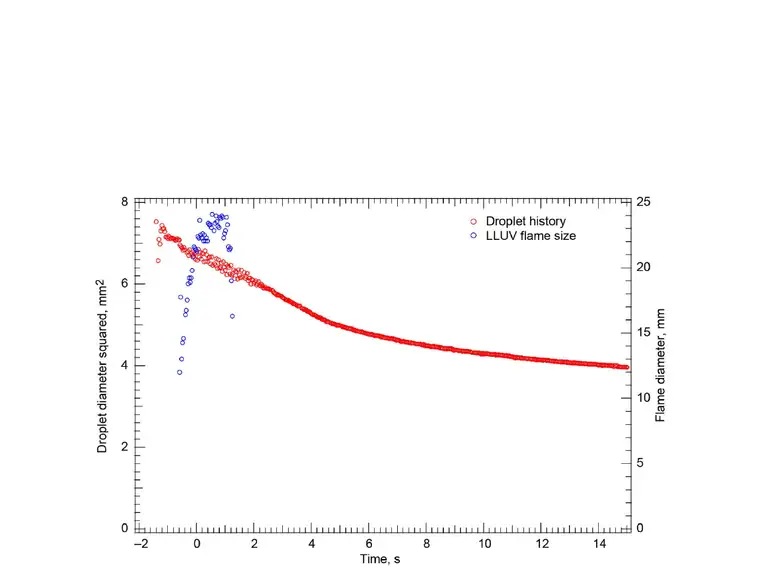 8
6
4
2
0
Droplet diameter squared, mm2
Droplet history
LLUV flame size
25
20
15
10
5
0
Flame diameter, mm
–2 0 2 4 6 8 10 12 14
Time, s